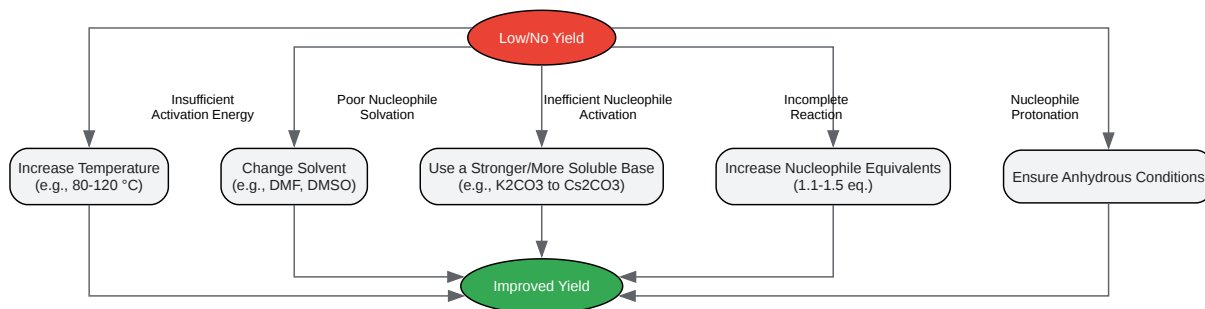 Low/No Yield
Insufficient
Activation Energy
Poor Nucleophile
Solvation
Inefficient Nucleophile
Activation
Incomplete
Reaction
Nucleophile
Protonation
Increase Temperature
(e.g., 80-120 °C)
Change Solvent
(e.g., DMF, DMSO)
Use a Stronger/More Soluble Base
(e.g., K2CO3 to Cs2CO3)
Increase Nucleophile Equivalents
(1.1-1.5 eq.)
Ensure Anhydrous Conditions
Improved Yield